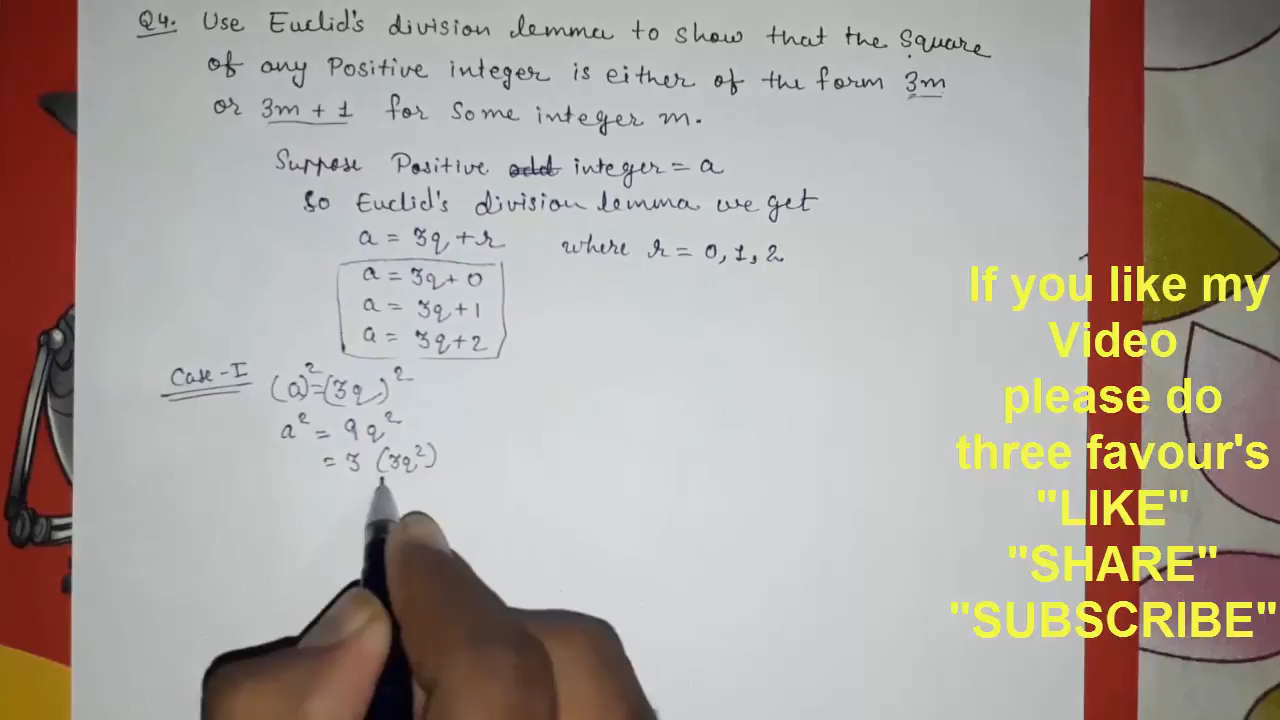 Q4. Use Euclid's division lemma to show that the square
of any Positive integer is either of the form 3m
or 3m + 1 for some integer m.
Suppose Positive odd integer = a
So Euclid's division lemma we get
a = 3q + r where r = 0, 1, 2
a = 3q + 0
a = 3q + 1
a = 3q + 2
Case - I (a)² = (3q)²
a² = 9q²
= 3 (3q²)
If you like my
Video
please do
three favour's
"LIKE"
"SHARE"
"SUBSCRIBE"